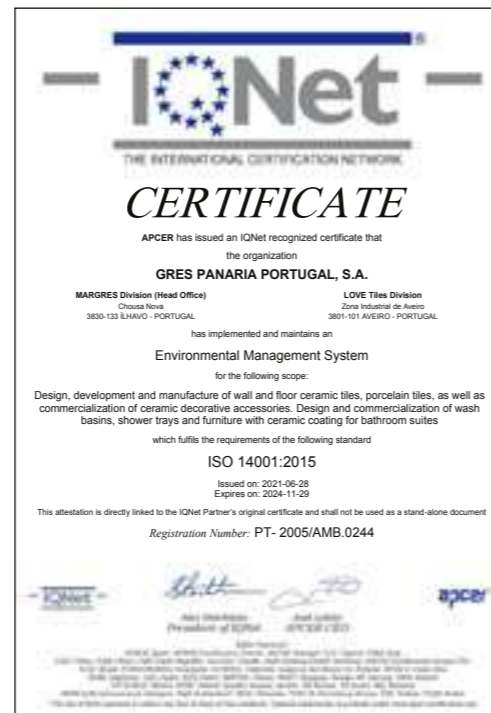 IQNet
®
THE INTERNATIONAL CERTIFICATION NETWORK
CERTIFICATE
APCER has issued an IQNet recognized certificate that
the organization
GRES PANARIA PORTUGAL, S.A.
MARGRES Division (Head Office)
Chousa Nova
3830-133 ÍLHAVO - PORTUGAL
LOVE Tiles Division
Zona Industrial de Aveiro
3801-101 AVEIRO - PORTUGAL
has implemented and maintains an
Environmental Management System
for the following scope:
Design, development and manufacture of wall and floor ceramic tiles, porcelain tiles, as well as
commercialization of ceramic decorative accessories. Design and commercialization of wash
basins, shower trays and furniture with ceramic coating for bathroom suites
which fulfils the requirements of the following standard
ISO 14001:2015
Issued on: 2021-06-28
Expires on: 2024-11-29
This attestation is directly linked to the IQNet Partner's original certificate and shall not be used as a stand-alone document
Registration Number: PT- 2005/AMB.0244
IQNet
President of IQNet
APCER CEO
apcer